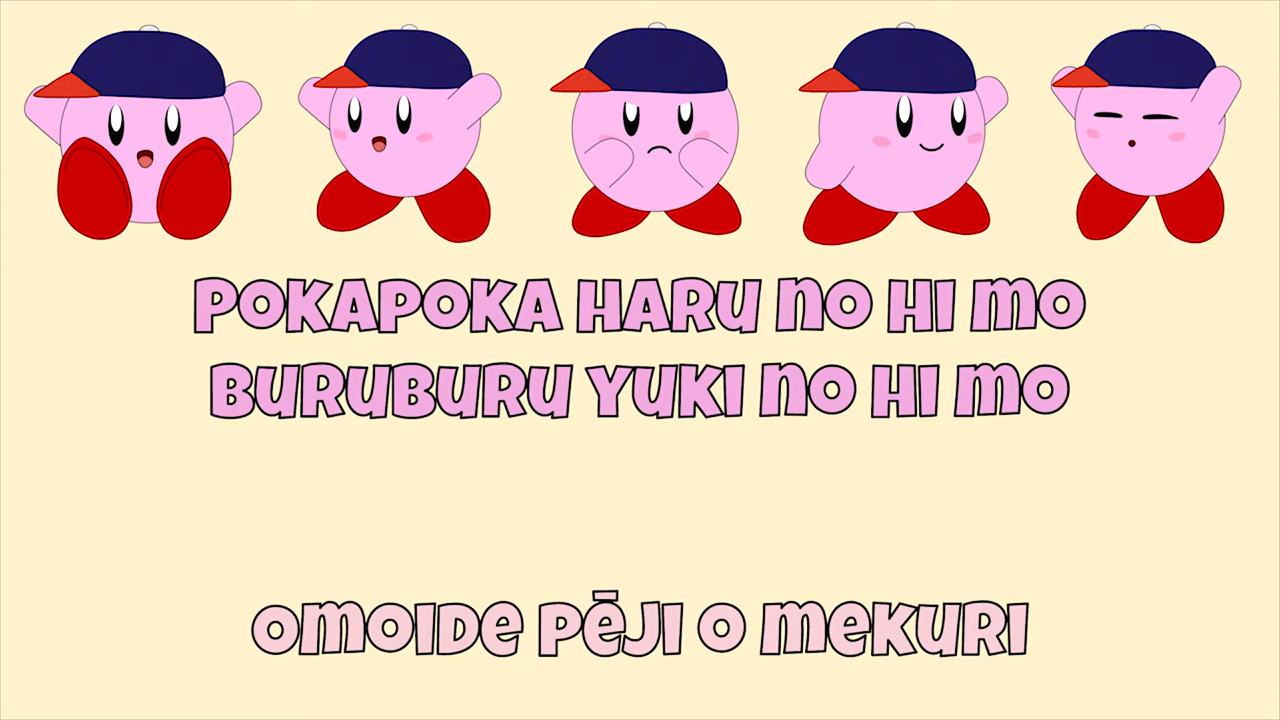 POKAPOKA HARU NO HI MO
BURUBURU YUKI NO HI MO
OMOIDE PĒJI O MEKURI